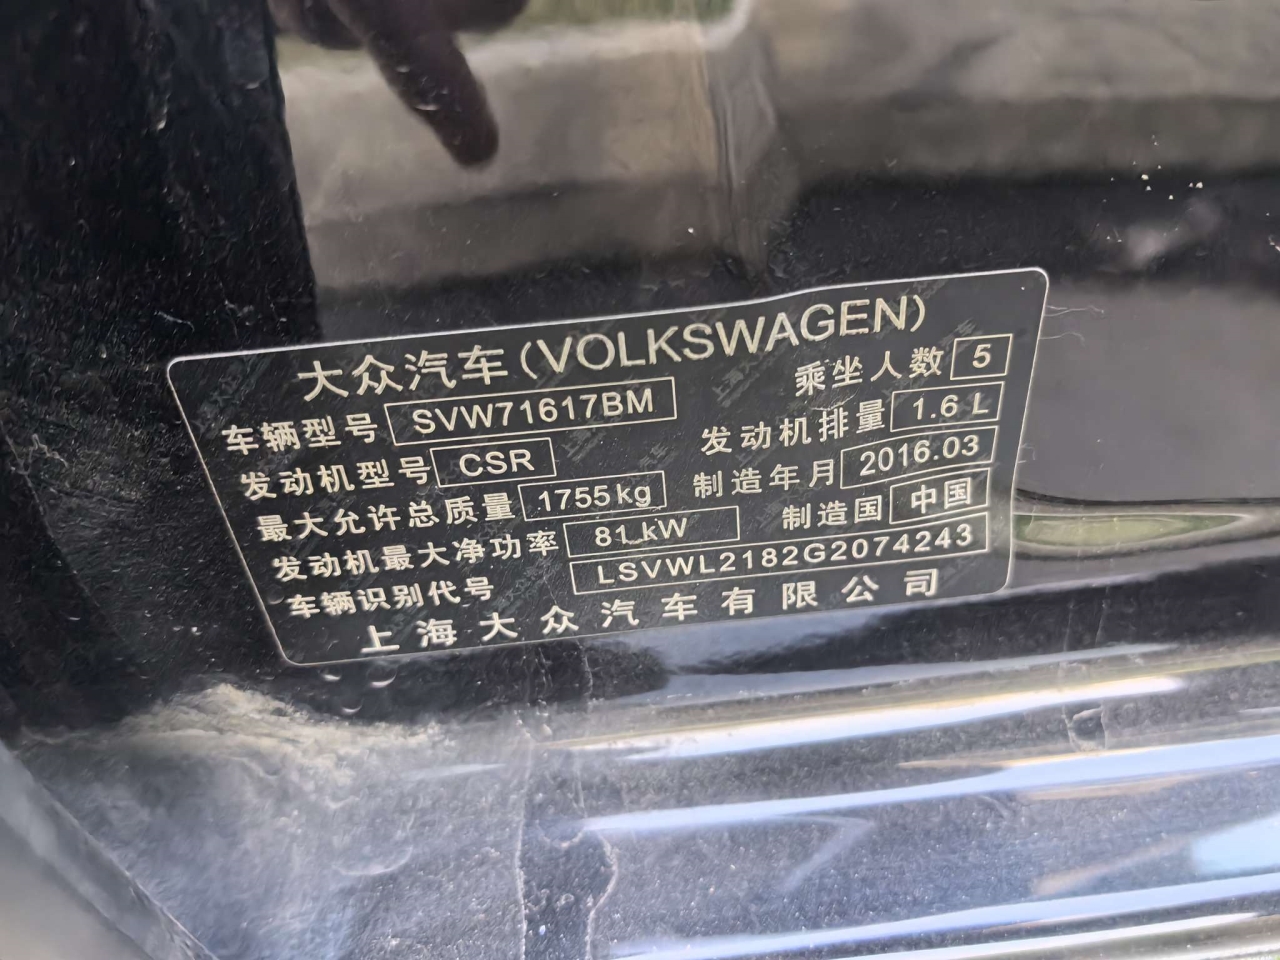 大众汽车(VOLKSWAGEN)
车辆型号 SVW71617BM 乘坐人数 5
发动机型号 CSR 发动机排量 1.6 L
最大允许总质量 1755kg 制造年月 2016.03
发动机最大净功率 81 kW 制造国 中国
车辆识别代号 LSVWL2182G2074243
上海大众汽车有限公司